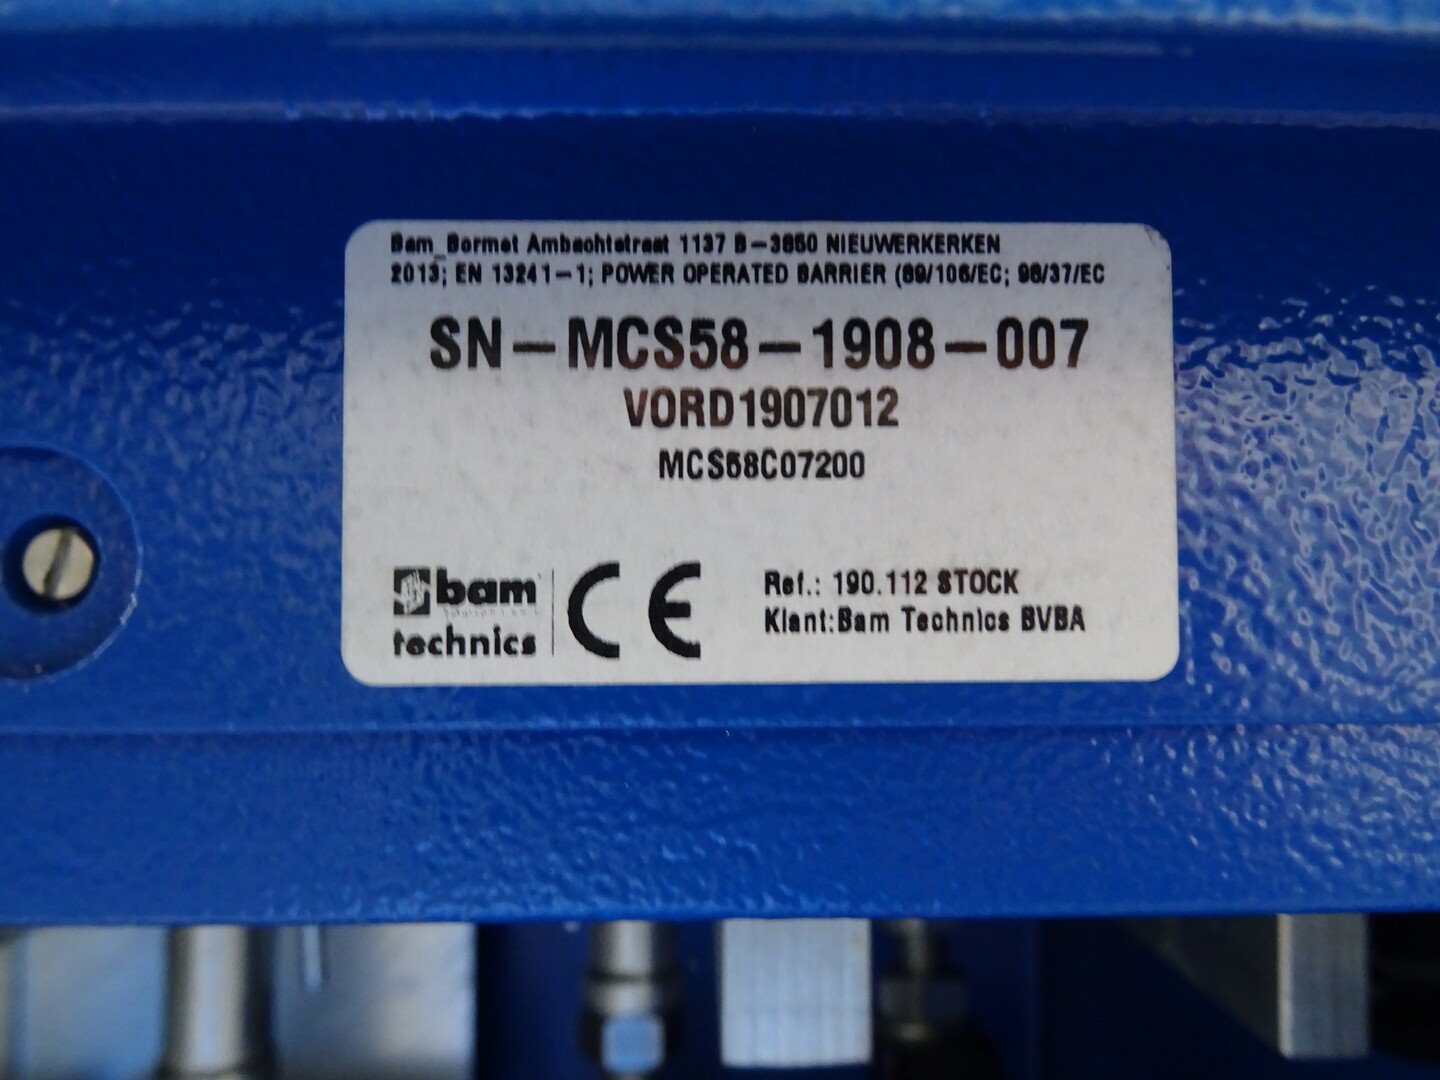 Bam_Bormet Ambachtstraat 1137 B-3850 NIEUWERKERKEN
2013; EN 13241-1; POWER OPERATED BARRIER (89/106/EC; 98/37/EC
SN-MCS58-1908-007
VORD1907012
MCS58C07200
bam
technics
CE
Ref.: 190.112 STOCK
Klant:Bam Technics BVBA